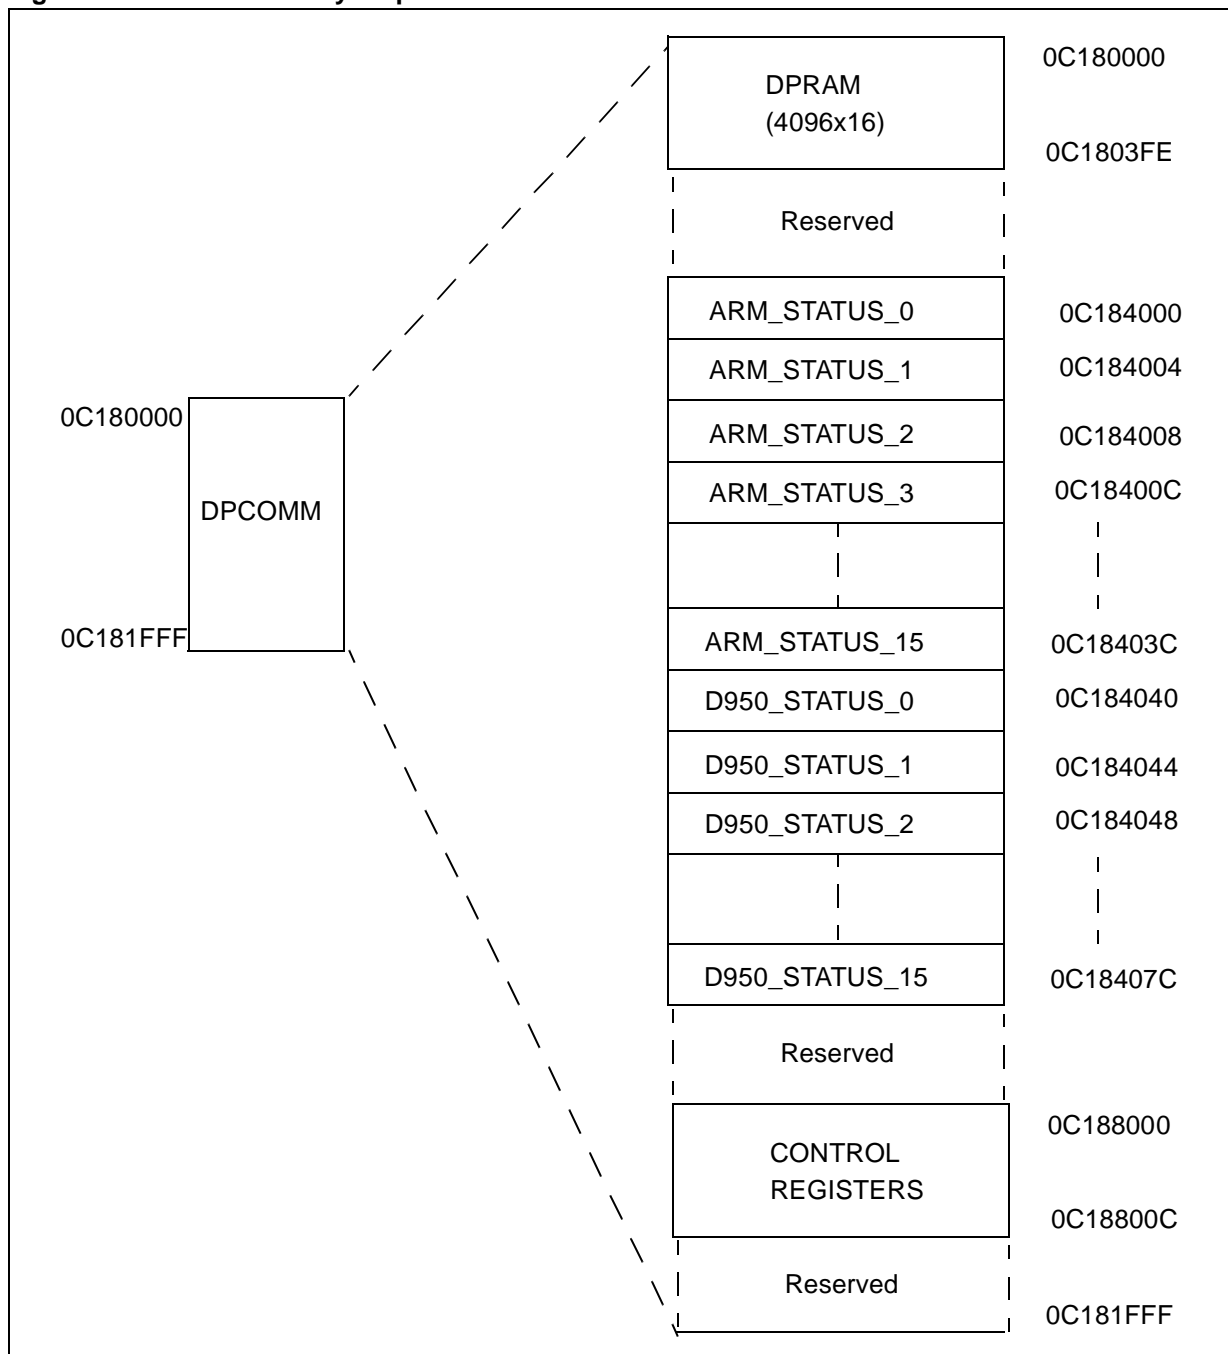 DPRAM
(4096x16)
0C180000
0C1803FE
Reserved
ARM_STATUS_0
0C184000
ARM_STATUS_1
0C184004
ARM_STATUS_2
0C184008
ARM_STATUS_3
0C18400C
0C180000
DPCOMM
0C181FFF
ARM_STATUS_15
0C18403C
D950_STATUS_0
0C184040
D950_STATUS_1
0C184044
D950_STATUS_2
0C184048
D950_STATUS_15
0C18407C
Reserved
CONTROL
REGISTERS
0C188000
0C18800C
Reserved
0C181FFF